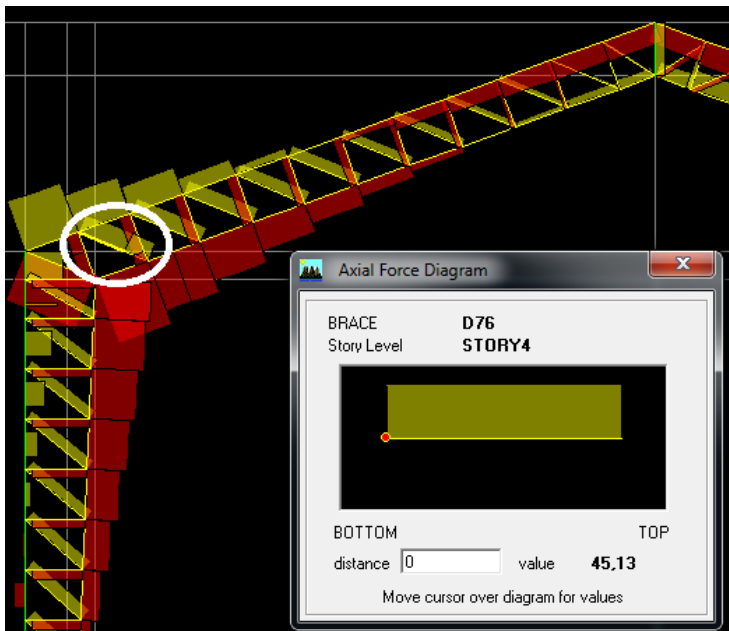 Axial Force Diagram
X
BRACE D76
Story Level STORY4
BOTTOM TOP
distance 0 value 45,13
Move cursor over diagram for values